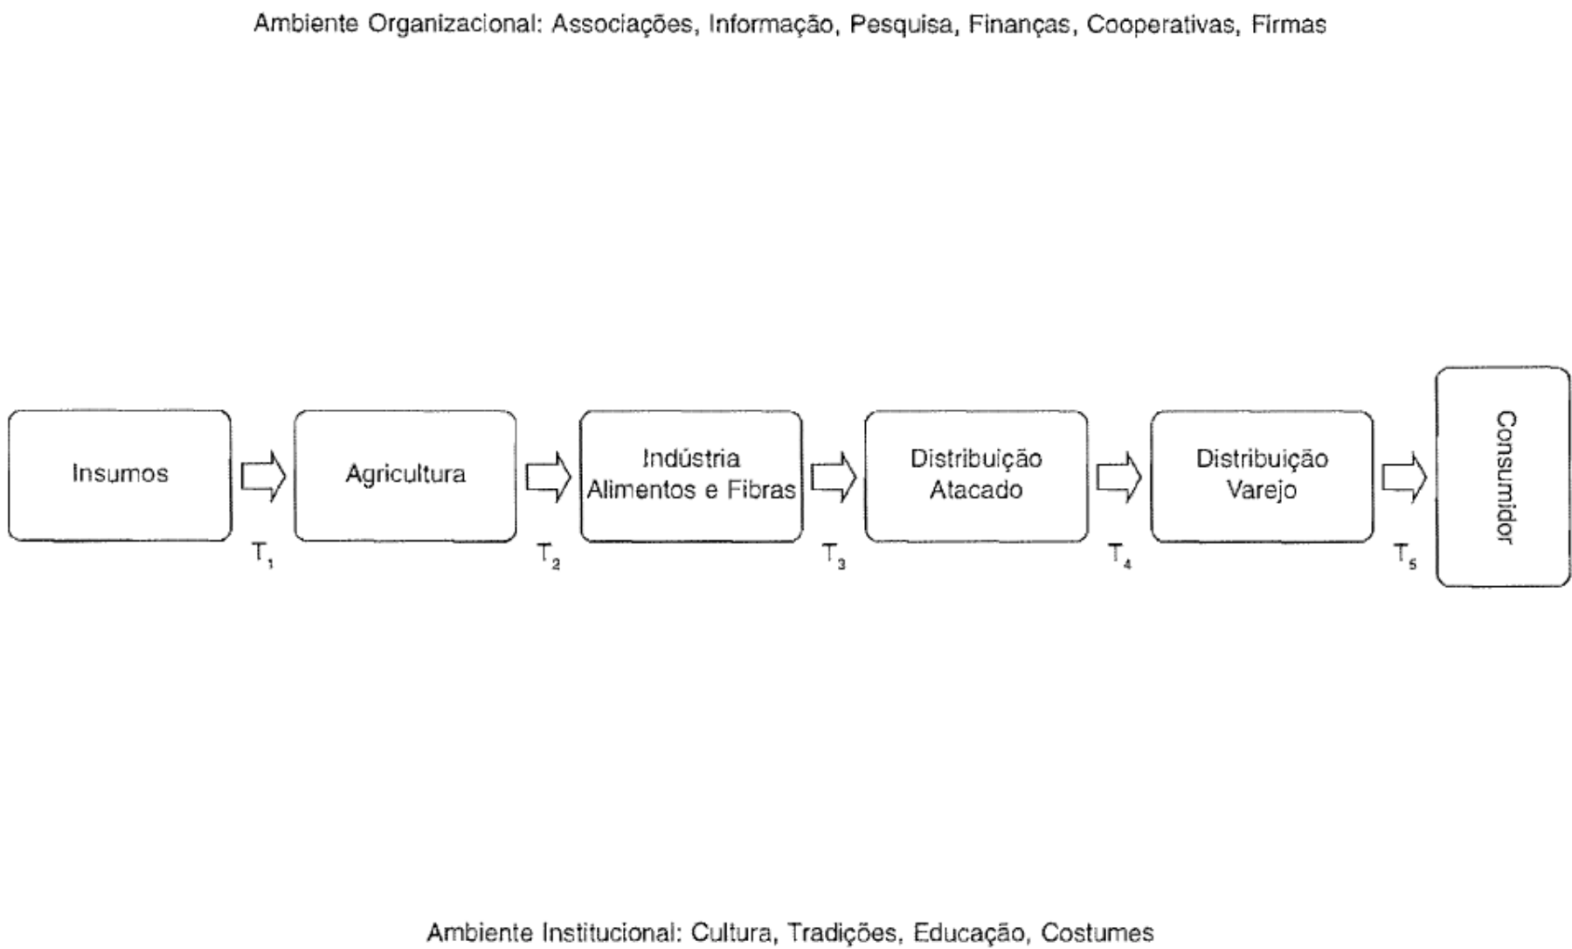 Ambiente Organizacional: Associações, Informação, Pesquisa, Finanças, Cooperativas, Firmas
Insumos
T₁
Agricultura
T₂
Indústria
Alimentos e Fibras
T₃
Distribuição
Atacado
T₄
Distribuição
Varejo
T₅
Consumidor
Ambiente Institucional: Cultura, Tradições, Educação, Costumes